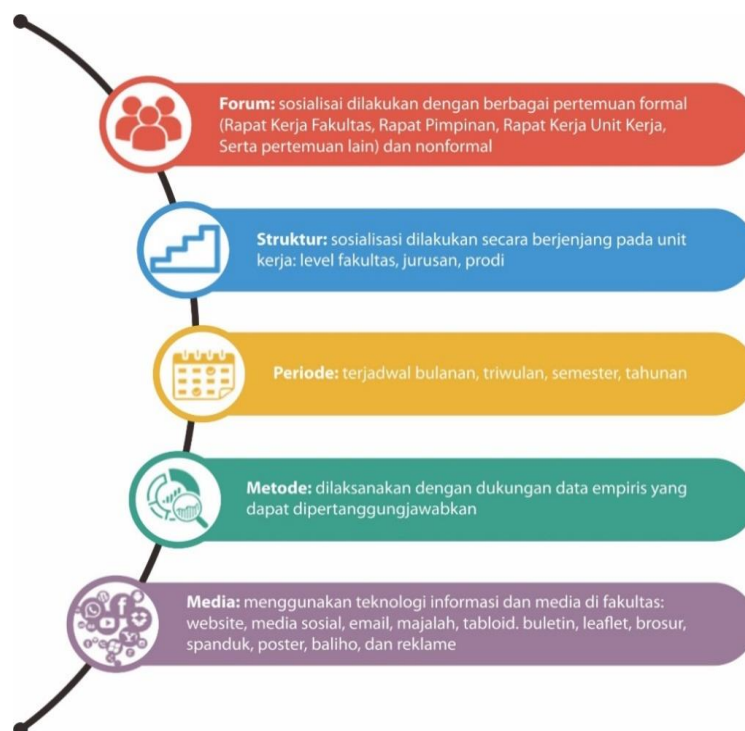 Forum: sosialisai dilakukan dengan berbagai pertemuan formal
(Rapat Kerja Fakultas, Rapat Pimpinan, Rapat Kerja Unit Kerja,
Serta pertemuan lain) dan nonformal
Struktur: sosialisasi dilakukan secara berjenjang pada unit
kerja: level fakultas, jurusan, prodi
Periode: terjadwal bulanan, triwulan, semester, tahunan
Metode: dilaksanakan dengan dukungan data empiris yang
dapat dipertanggungjawabkan
Media: menggunakan teknologi informasi dan media di fakultas:
website, media sosial, email, majalah, tabloid. buletin, leaflet, brosur,
spanduk, poster, baliho, dan reklame